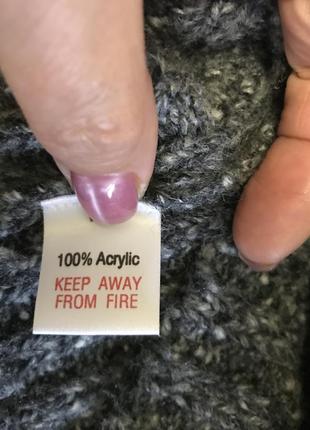 100% Acrylic
KEEP AWAY
FROM FIRE